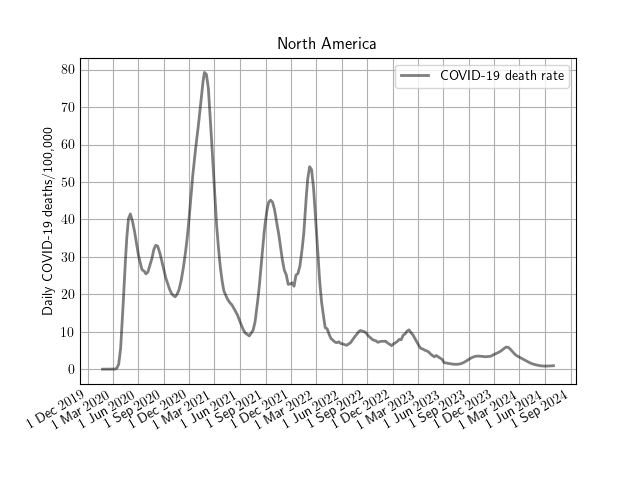 North America
COVID-19 death rate
Daily COVID-19 deaths/100,000
80
70
60
50
40
30
20
10
0
1 Dec 2019
1 Mar 2020
1 Jun 2020
1 Sep 2020
1 Dec 2020
1 Mar 2021
1 Jun 2021
1 Sep 2021
1 Dec 2021
1 Mar 2022
1 Jun 2022
1 Sep 2022
1 Dec 2022
1 Mar 2023
1 Jun 2023
1 Sep 2023
1 Dec 2023
1 Mar 2024
1 Jun 2024
1 Sep 2024